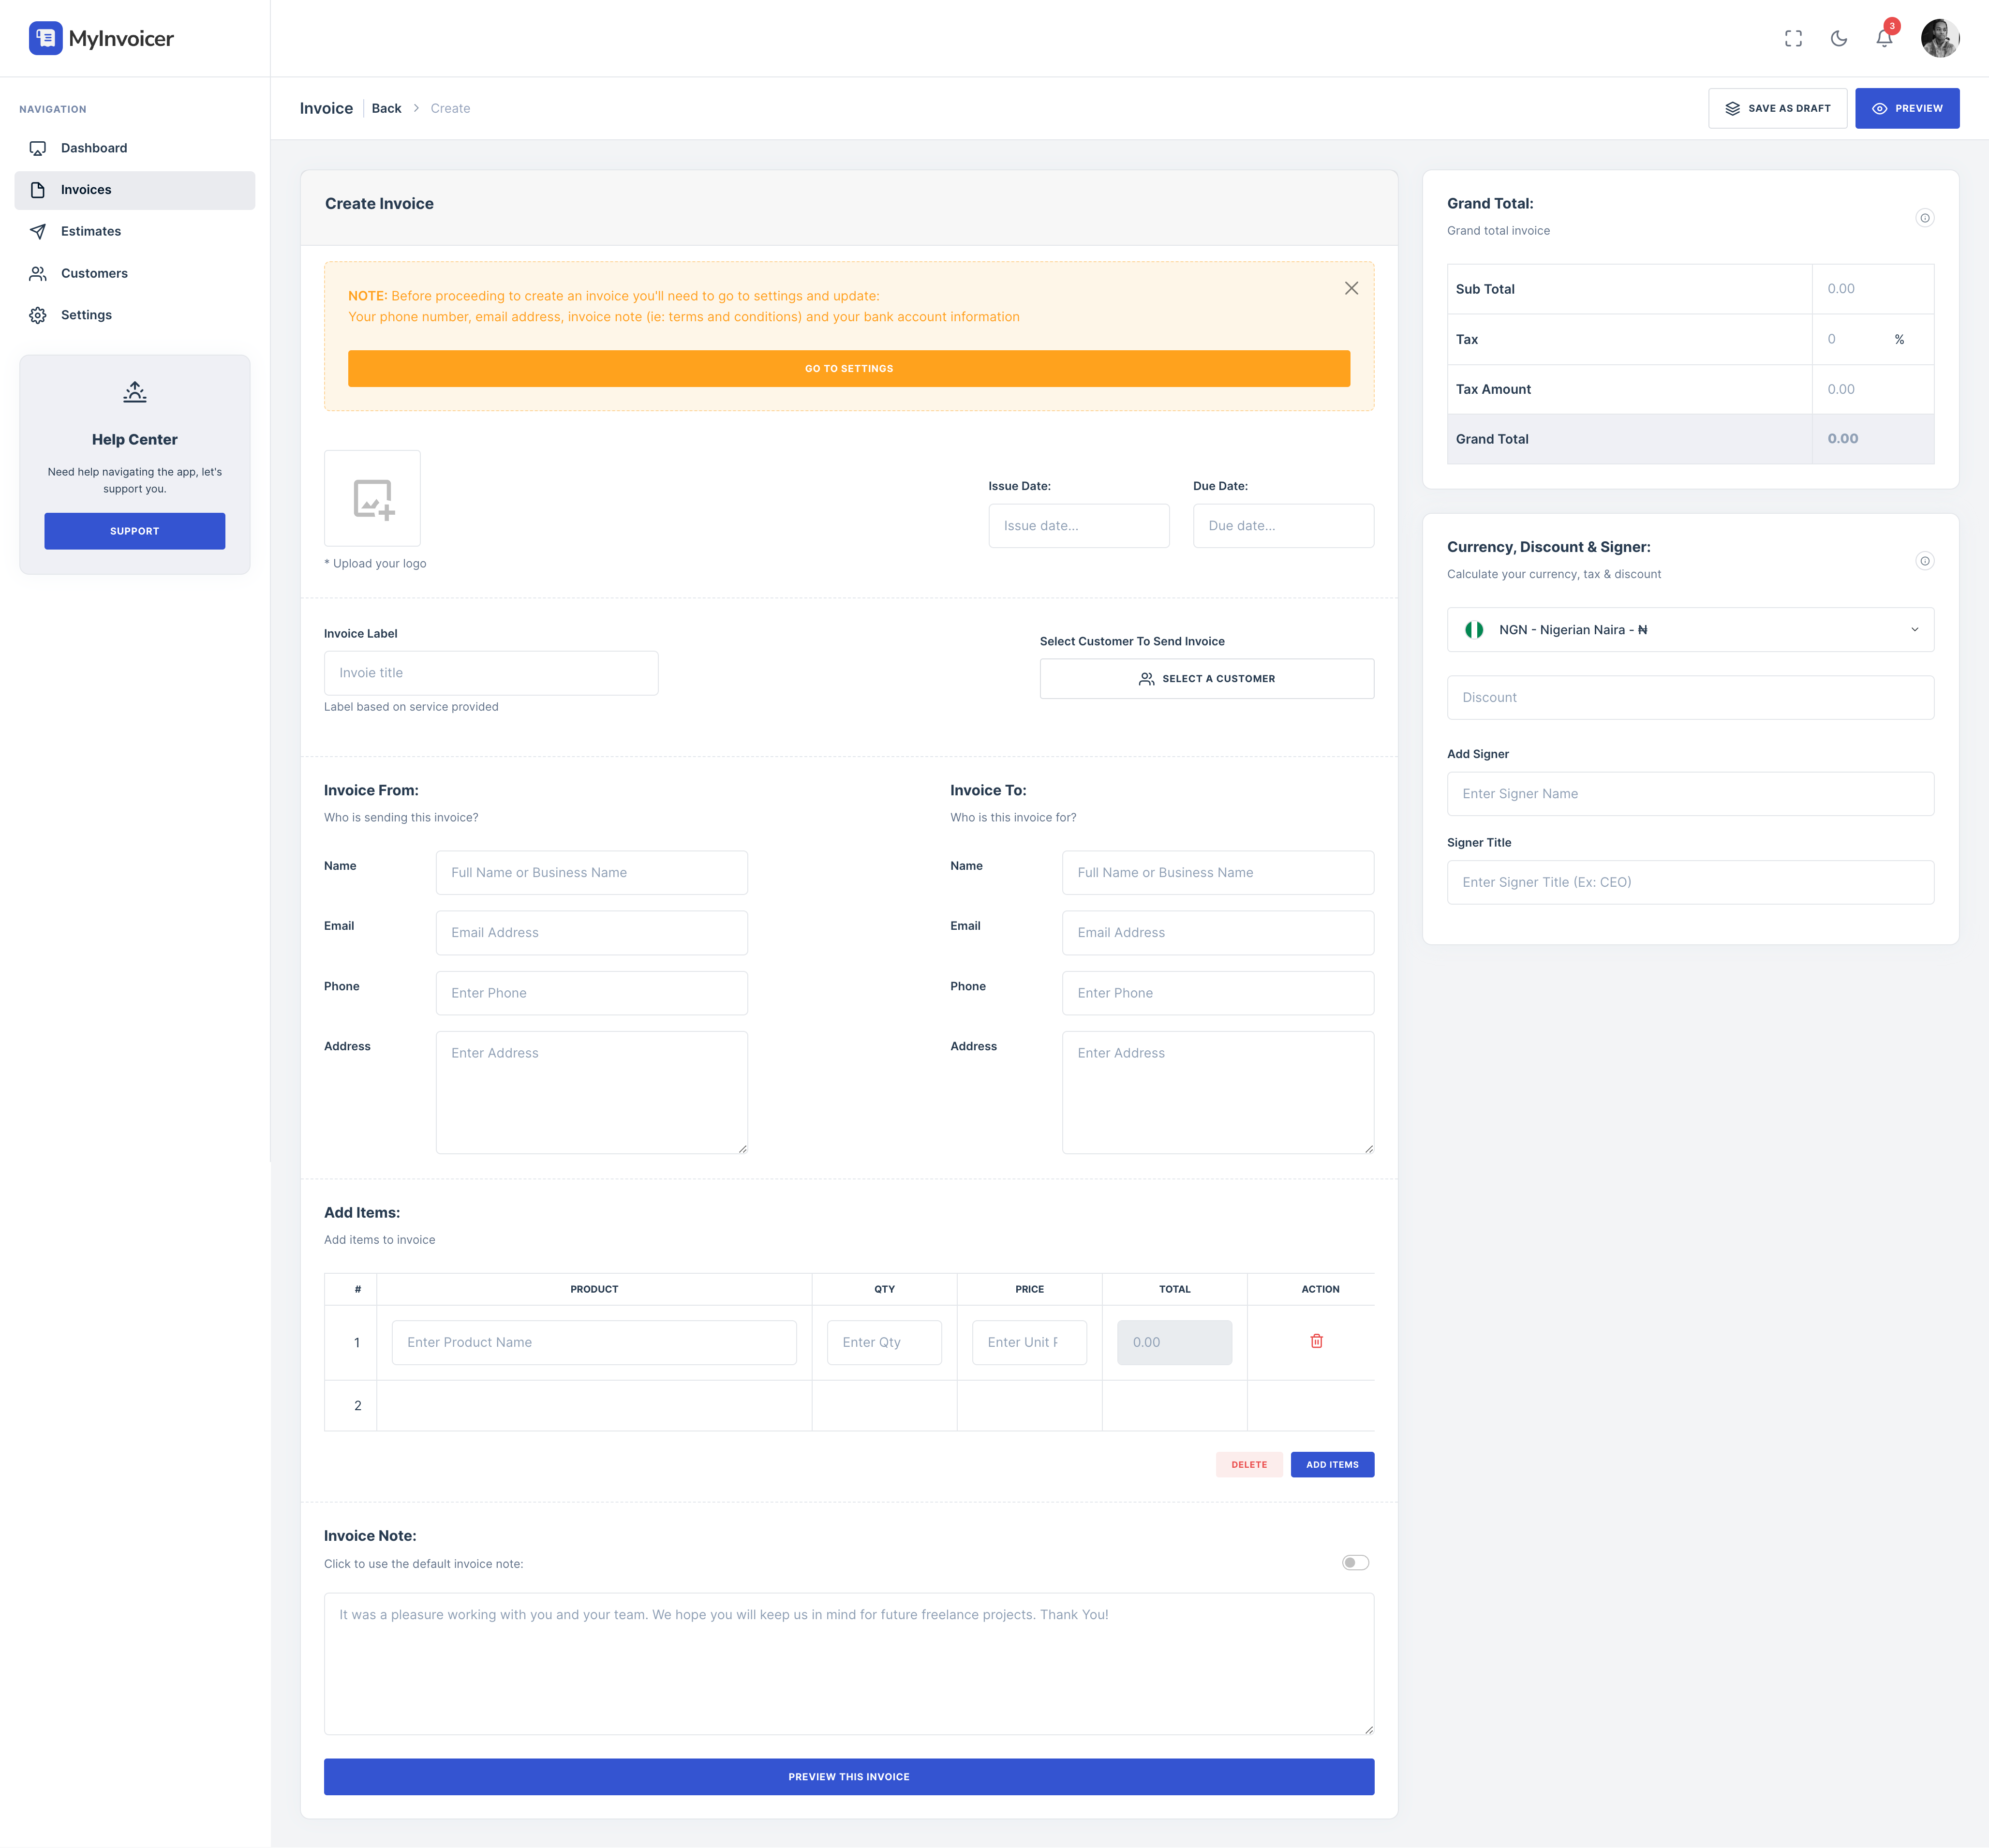 MyInvoicer
3
NAVIGATION
Dashboard
Invoices
Estimates
Customers
Settings
Help Center
Need help navigating the app, let's
support you.
SUPPORT
Invoice
Back > Create
SAVE AS DRAFT
PREVIEW
Create Invoice
NOTE: Before proceeding to create an invoice you'll need to go to settings and update:
Your phone number, email address, invoice note (ie: terms and conditions) and your bank account information
GO TO SETTINGS
* Upload your logo
Issue Date:
Issue date...
Due Date:
Due date...
Invoice Label
Invoie title
Label based on service provided
Select Customer To Send Invoice
SELECT A CUSTOMER
Invoice From:
Who is sending this invoice?
Name
Full Name or Business Name
Email
Email Address
Phone
Enter Phone
Address
Enter Address
Invoice To:
Who is this invoice for?
Name
Full Name or Business Name
Email
Email Address
Phone
Enter Phone
Address
Enter Address
Add Items:
Add items to invoice
# PRODUCT QTY PRICE TOTAL ACTION
1 Enter Product Name Enter Qty Enter Unit P 0.00
2
DELETE
ADD ITEMS
Invoice Note:
Click to use the default invoice note:
It was a pleasure working with you and your team. We hope you will keep us in mind for future freelance projects. Thank You!
PREVIEW THIS INVOICE
Grand Total:
Grand total invoice
Sub Total 0.00
Tax 0 %
Tax Amount 0.00
Grand Total 0.00
Currency, Discount & Signer:
Calculate your currency, tax & discount
NGN - Nigerian Naira - ₦
Discount
Add Signer
Enter Signer Name
Signer Title
Enter Signer Title (Ex: CEO)